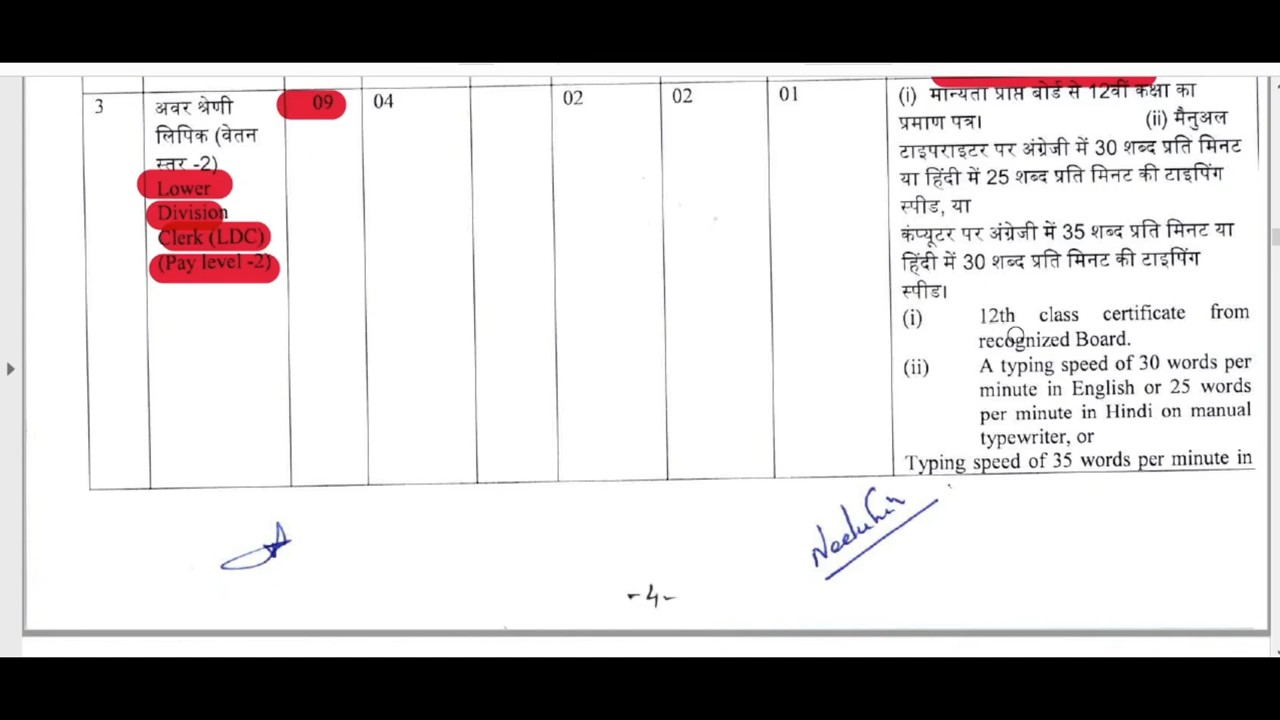 3
अवर श्रेणी
लिपिक (वेतन
स्तर -2)
Lower
Division
Clerk (LDC)
(Pay level -2)
09
04
02
02
01
(i) मान्यता प्राप्त बोर्ड से 12वीं कक्षा का
प्रमाण पत्र। (ii) मैनुअल
टाइपराइटर पर अंग्रेजी में 30 शब्द प्रति मिनट
या हिंदी में 25 शब्द प्रति मिनट की टाइपिंग
स्पीड, या
कंप्यूटर पर अंग्रेजी में 35 शब्द प्रति मिनट या
हिंदी में 30 शब्द प्रति मिनट की टाइपिंग
स्पीड।
(i) 12th class certificate from
recognized Board.
(ii) A typing speed of 30 words per
minute in English or 25 words
per minute in Hindi on manual
typewriter, or
Typing speed of 35 words per minute in
-4-